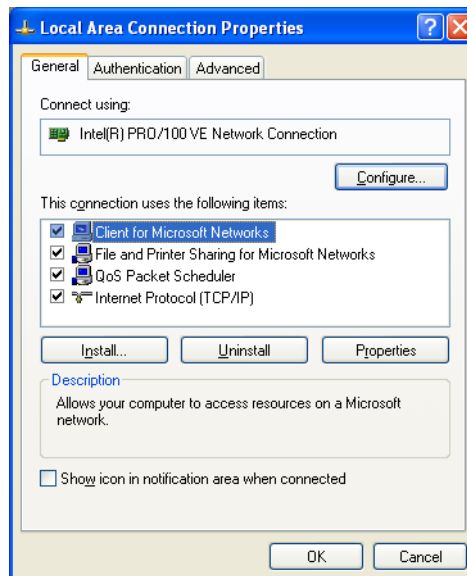 Local Area Connection Properties
General Authentication Advanced
Connect using:
Intel(R) PRO/100 VE Network Connection
Configure...
This connection uses the following items:
Client for Microsoft Networks
File and Printer Sharing for Microsoft Networks
QoS Packet Scheduler
Internet Protocol (TCP/IP)
Install... Uninstall Properties
Description
Allows your computer to access resources on a Microsoft
network.
Show icon in notification area when connected
OK Cancel